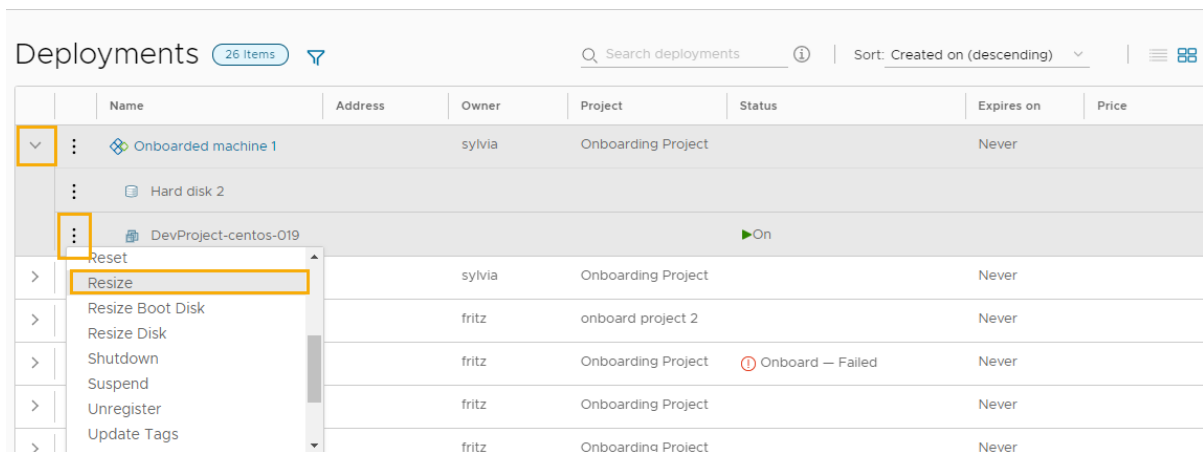 Deployments 26 Items Search deployments Sort: Created on (descending)
Name Address Owner Project Status Expires on Price
Onboarded machine 1 sylvia Onboarding Project Never
Hard disk 2
DevProject-centos-019 On
Reset
Resize sylvia Onboarding Project Never
Resize Boot Disk
fritz onboard project 2 Never
Resize Disk
Shutdown fritz Onboarding Project Onboard — Failed Never
Suspend
Unregister fritz Onboarding Project Never
Update Tags
fritz Onboarding Project Never